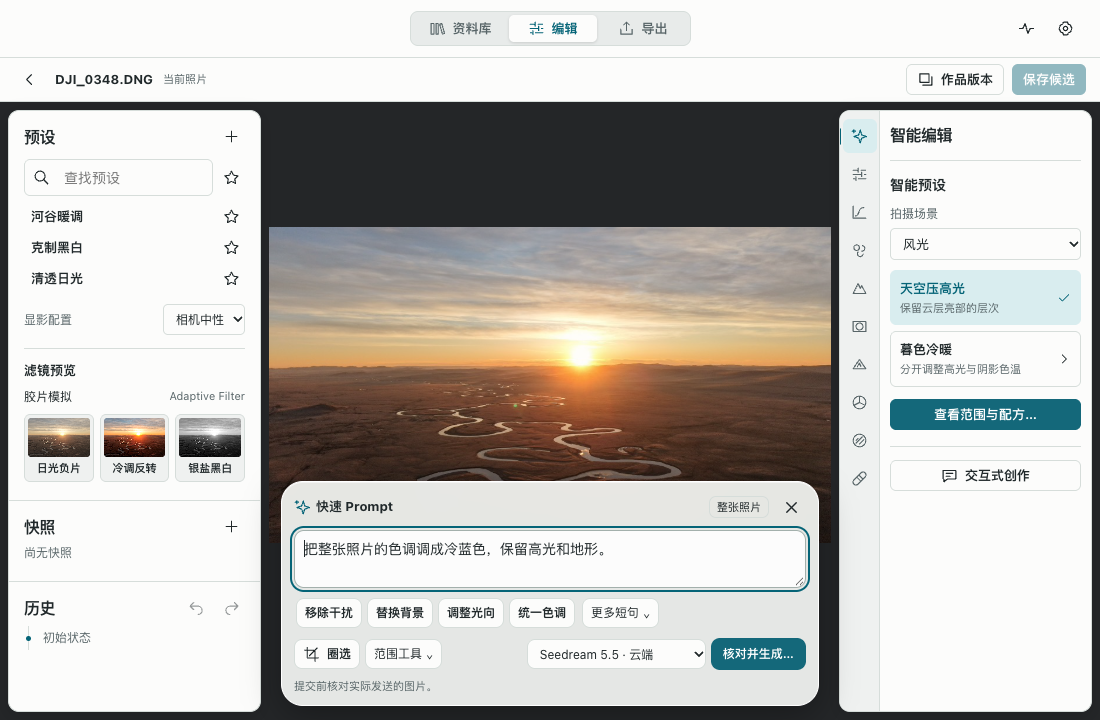 资料库
编辑
导出
DJI_0348.DNG 当前照片
作品版本
保存候选
预设
查找预设
河谷暖调
克制黑白
清透日光
显影配置 相机中性
滤镜预览
胶片模拟 Adaptive Filter
日光负片
冷调反转
银盐黑白
快照
尚无快照
历史
初始状态
快速 Prompt
整张照片
把整张照片的色调调成冷蓝色，保留高光和地形。
移除干扰
替换背景
调整光向
统一色调
更多短句
圈选
范围工具
Seedream 5.5 · 云端
核对并生成...
提交前核对实际发送的图片。
智能编辑
智能预设
拍摄场景
风光
天空压高光
保留云层亮部的层次
暮色冷暖
分开调整高光与阴影色温
查看范围与配方...
交互式创作